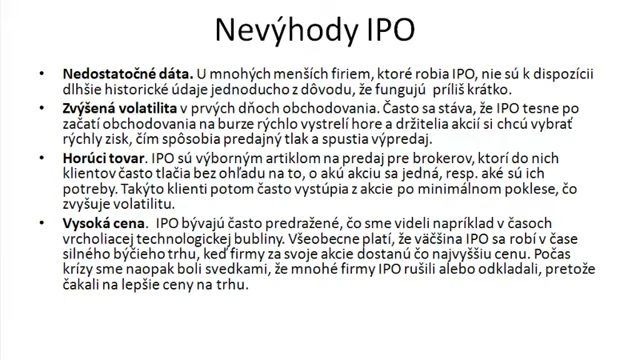 Nevýhody IPO
• Nedostatočné dáta. U mnohých menších firiem, ktoré robia IPO, nie sú k dispozícii
dlhšie historické údaje jednoducho z dôvodu, že fungujú príliš krátko.
• Zvýšená volatilita v prvých dňoch obchodovania. Často sa stáva, že IPO tesne po
začatí obchodovania na burze rýchlo vystrelí hore a držitelia akcií si chcú vybrať
rýchly zisk, čím spôsobia predajný tlak a spustia výpredaj.
• Horúci tovar. IPO sú výborným artiklom na predaj pre brokerov, ktorí do nich
klientov často tlačia bez ohľadu na to, o akú akciu sa jedná, resp. aké sú ich
potreby. Takýto klienti potom často vystúpia z akcie po minimálnom poklese, čo
zvyšuje volatilitu.
• Vysoká cena. IPO bývajú často predražené, čo sme videli napríklad v časoch
vrcholiacej technologickej bubliny. Všeobecne platí, že väčšina IPO sa robí v čase
silného býčieho trhu, keď firmy za svoje akcie dostanú čo najvyššiu cenu. Počas
krízy sme naopak boli svedkami, že mnohé firmy IPO rušili alebo odkladali, pretože
čakali na lepšie ceny na trhu.